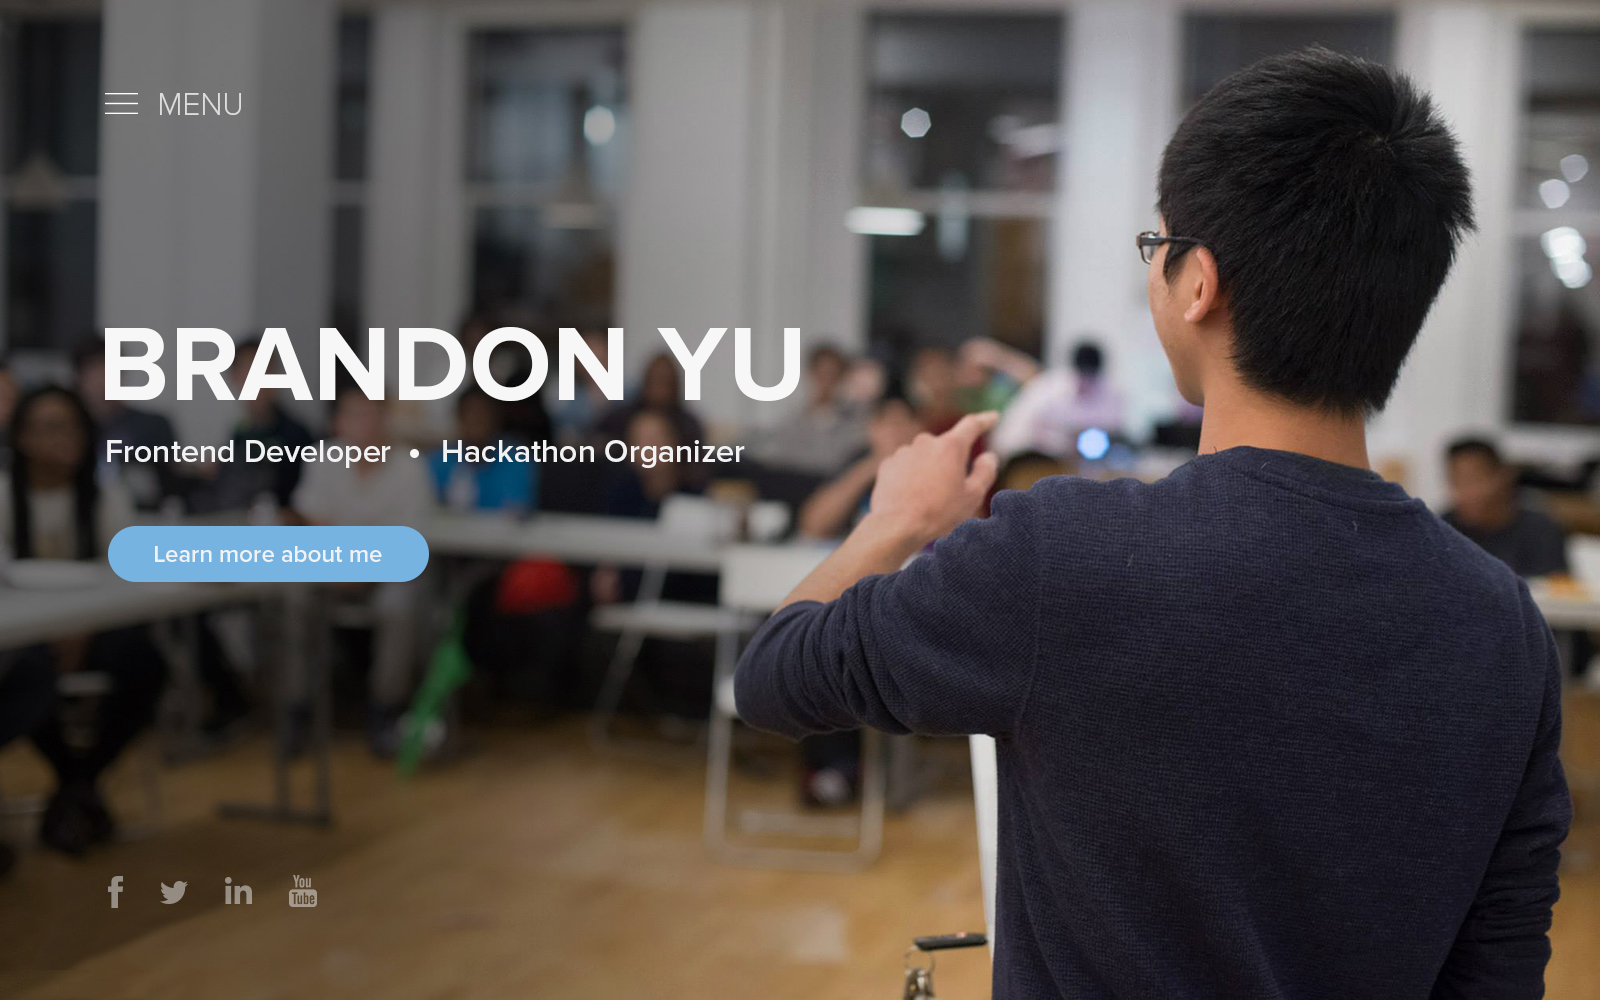 MENU
BRANDON YU
Frontend Developer • Hackathon Organizer
Learn more about me
f in You Tube